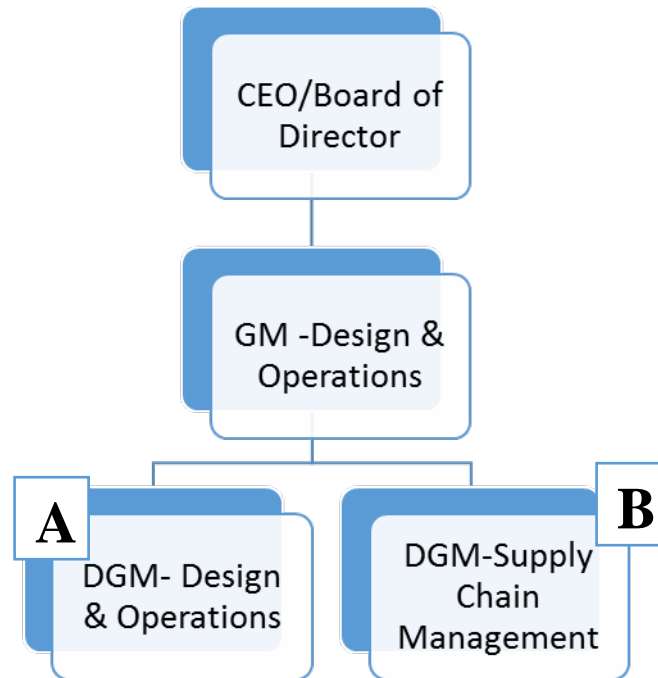 CEO/Board of
Director
GM -Design &
Operations
A
DGM- Design
& Operations
B
DGM-Supply
Chain
Management